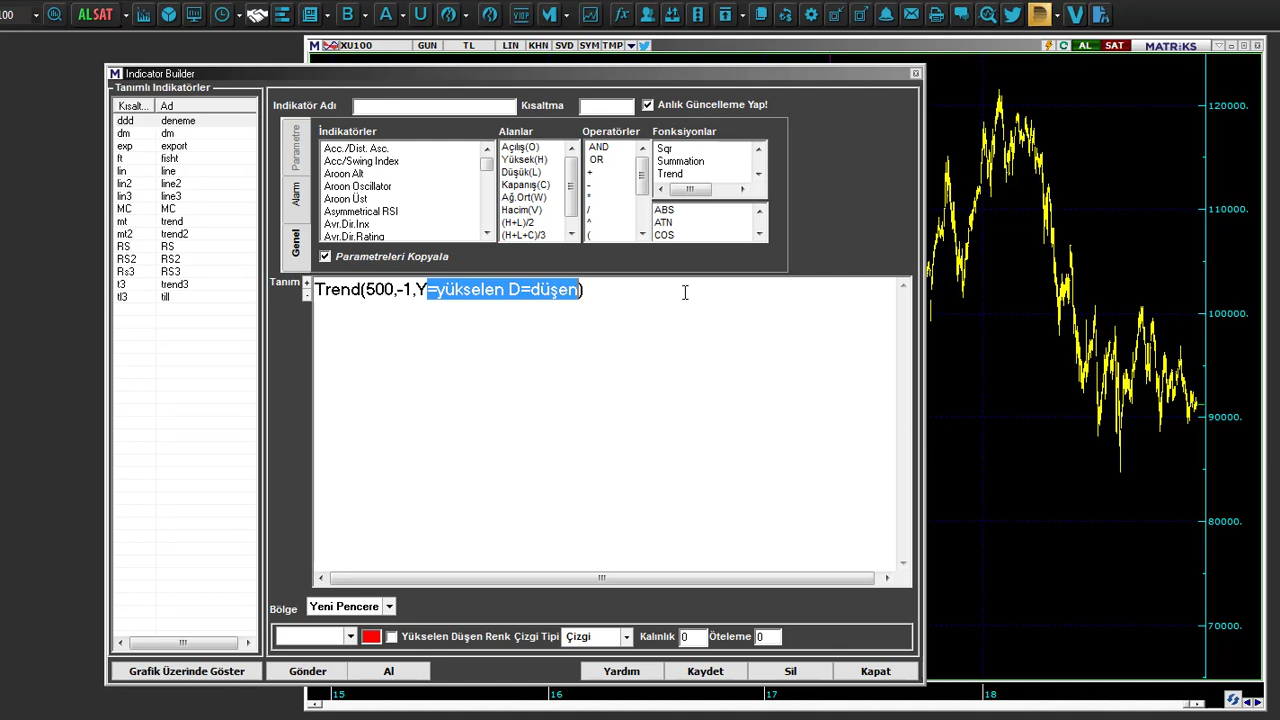 100 ALSAT B A U VIOP M fx V
M XU100 GUN TL LIN KHN SVD SYM TMP AL SAT MATRiKS
M Indicator Builder
Tanımlı Indikatörler
Kısalt... Ad
ddd deneme
dm dm
exp export
ft fisht
lin line
lin2 line2
lin3 line3
MC MC
mt trend
mt2 trend2
RS RS
RS2 RS2
Rs3 RS3
t3 trend3
tl3 till
Indikatör Adı Kısaltma Anlık Güncelleme Yap!
Parametre
Alarm
Genel
İndikatörler Alanlar Operatörler Fonksiyonlar
Acc./Dist. Asc.
Acc/Swing Index
Aroon Alt
Aroon Oscillator
Aroon Üst
Asymmetrical RSI
Avr.Dir.Inx
Avr.Dir.Rating
Açılış(O)
Yüksek(H)
Düşük(L)
Kapanış(C)
Ağ.Ort(W)
Hacim(V)
(H+L)/2
(H+L+C)/3
AND
OR
+
-
*
/
^
(
Sqr
Summation
Trend
ABS
ATN
COS
Parametreleri Kopyala
Tanım + -
Trend(500,-1,Y=yükselen D=düşen)
Bölge Yeni Pencere
Yükselen Düşen Renk Çizgi Tipi Çizgi Kalınlık 0 Öteleme 0
Grafik Üzerinde Göster Gönder Al Yardım Kaydet Sil Kapat
120000.
110000.
100000.
90000.
80000.
70000.
15 16 17 18